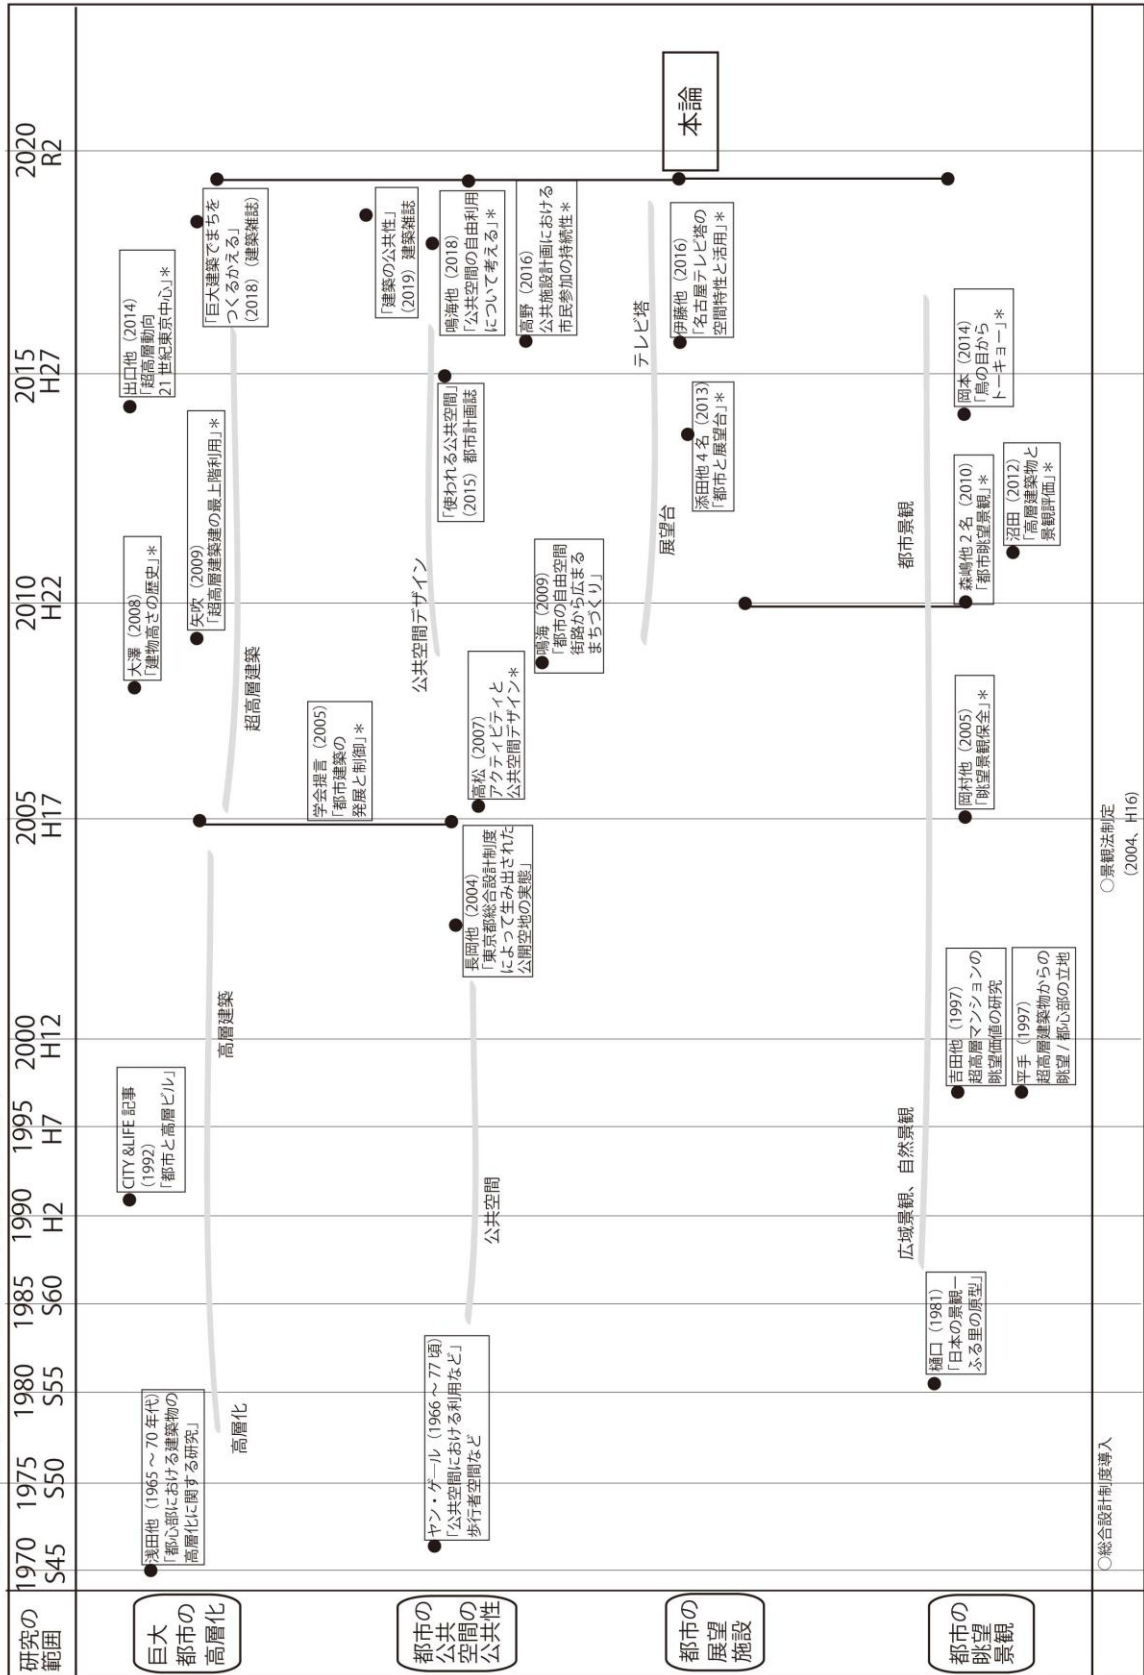 研究の
範囲
1970
S45
1975
S50
1980
S55
1985
S60
1990
H2
1995
H7
2000
H12
2005
H17
2010
H22
2015
H27
2020
R2
巨大
都市の
高層化
浅田他（1965～70年代）
「都心部における建築物の
高層化に関する研究」
高層化
CITY &LIFE 記事
（1992）
「都市と高層ビル」
高層建築
大澤（2008）
「建物高さの歴史」＊
矢吹（2009）
「超高層建築建の最上階利用」＊
超高層建築
出口他（2014）
「超高層動向
21世紀東京中心」＊
「巨大建築でまちを
つくるかえる」
（2018）（建築雑誌）
学会提言（2005）
「都市建築の
発展と制御」＊
都市の
公共
空間の
公共性
ヤン・ゲール（1966～77頃）
「公共空間における利用など」
歩行者空間など
公共空間
長岡他（2004）
「東京都総合設計制度
によって生み出された
公開空地の実態」
高松（2007）
アクティビティと
公共空間デザイン＊
公共空間デザイン
鳴海（2009）
「都市の自由空間
街路から広まる
まちづくり」
「使われる公共空間」
（2015）都市計画誌
「建築の公共性」
（2019）建築雑誌
鳴海他（2018）
「公共空間の自由利用
について考える」＊
高野（2016）
公共施設計画における
市民参加の持続性＊
都市の
展望
施設
展望台
テレビ塔
添田他4名（2013）
「都市と展望台」＊
伊藤他（2016）
「名古屋テレビ塔の
空間特性と活用」＊
本論
都市の
眺望
景観
樋口（1981）
「日本の景観ー
ふる里の原型」
広域景観、自然景観
吉田他（1997）
超高層マンションの
眺望価値の研究
平手（1997）
超高層建築物からの
眺望／都心部の立地
岡村他（2005）
「眺望景観保全」＊
都市景観
森嶋他2名（2010）
「都市眺望景観」＊
沼田（2012）
「高層建築物と
景観評価」＊
岡本（2014）
「鳥の目から
トーキョー」＊
○総合設計制度導入
○景観法制定
（2004、H16）